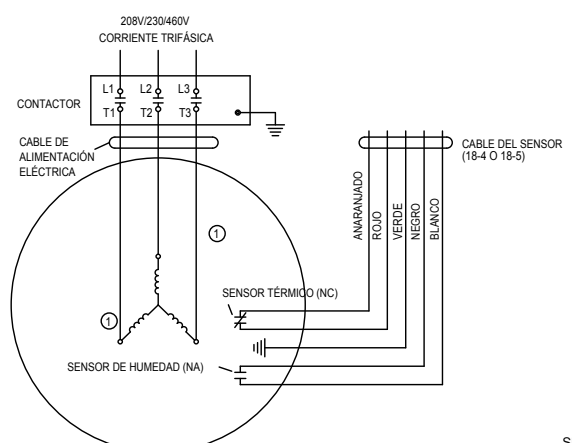 208V/230/460V
CORRIENTE TRIFÁSICA
L1 L2 L3
CONTACTOR
T1 T2 T3
CABLE DE
ALIMENTACIÓN
ELÉCTRICA
CABLE DEL SENSOR
(18-4 O 18-5)
ANARANJADO
ROJO
VERDE
NEGRO
BLANCO
1
SENSOR TÉRMICO (NC)
1
SENSOR DE HUMEDAD (NA)
S